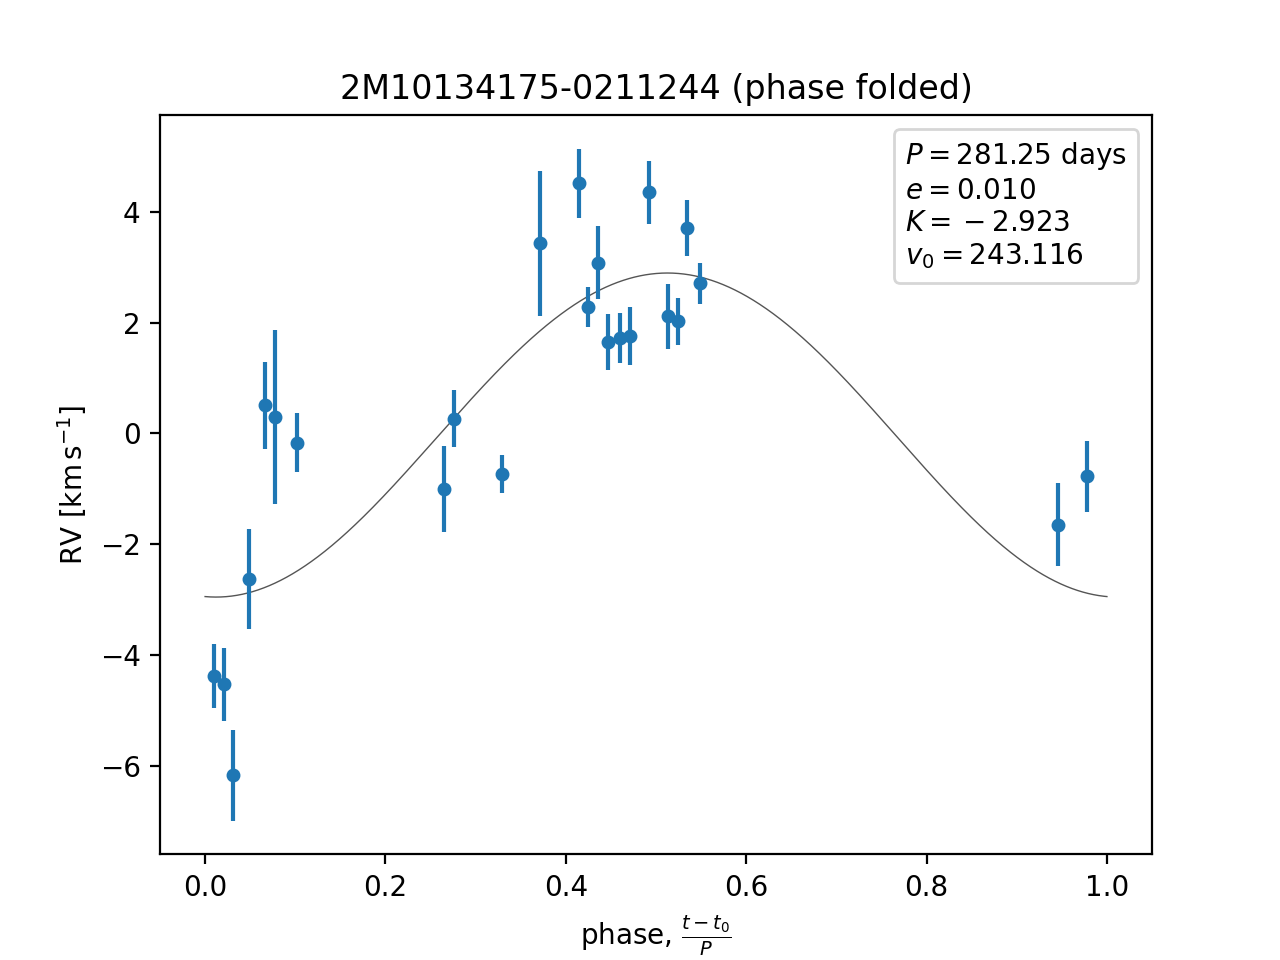 2M10134175-0211244 (phase folded)
P = 281.25 days
e = 0.010
K = −2.923
v₀ = 243.116
RV [km s⁻¹]
4
2
0
−2
−4
−6
0.0 0.2 0.4 0.6 0.8 1.0
phase, (t − t₀)/P